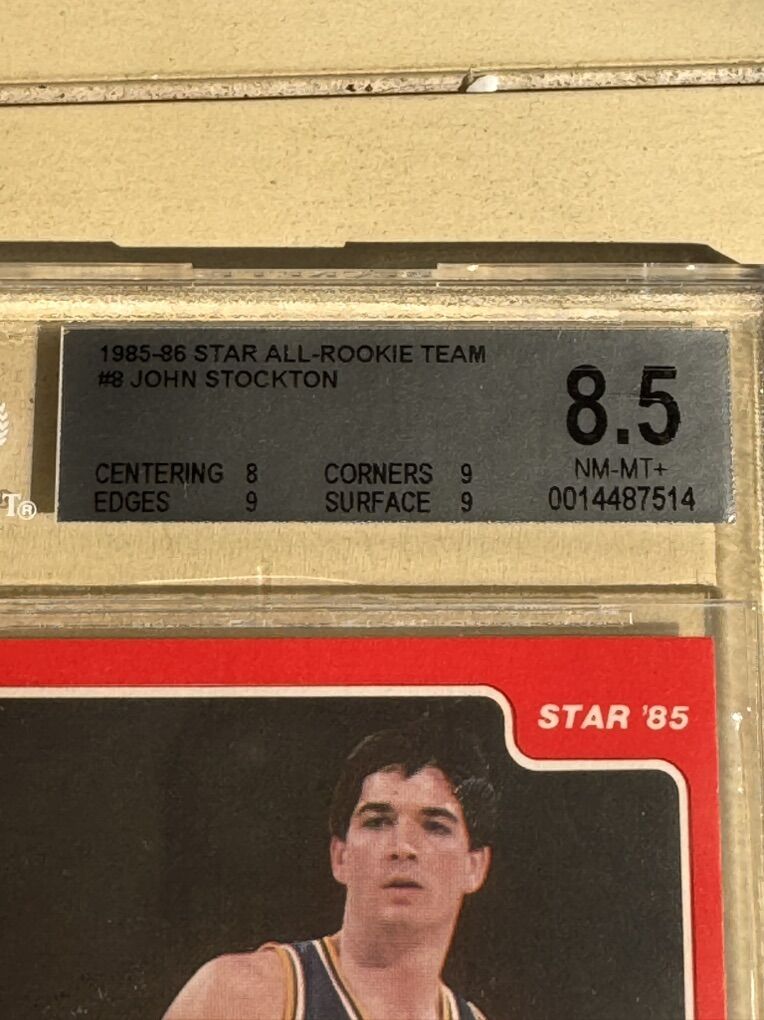 1985-86 STAR ALL-ROOKIE TEAM
#8 JOHN STOCKTON
8.5
NM-MT+
0014487514
CENTERING 8 CORNERS 9
EDGES 9 SURFACE 9
T®
STAR '85